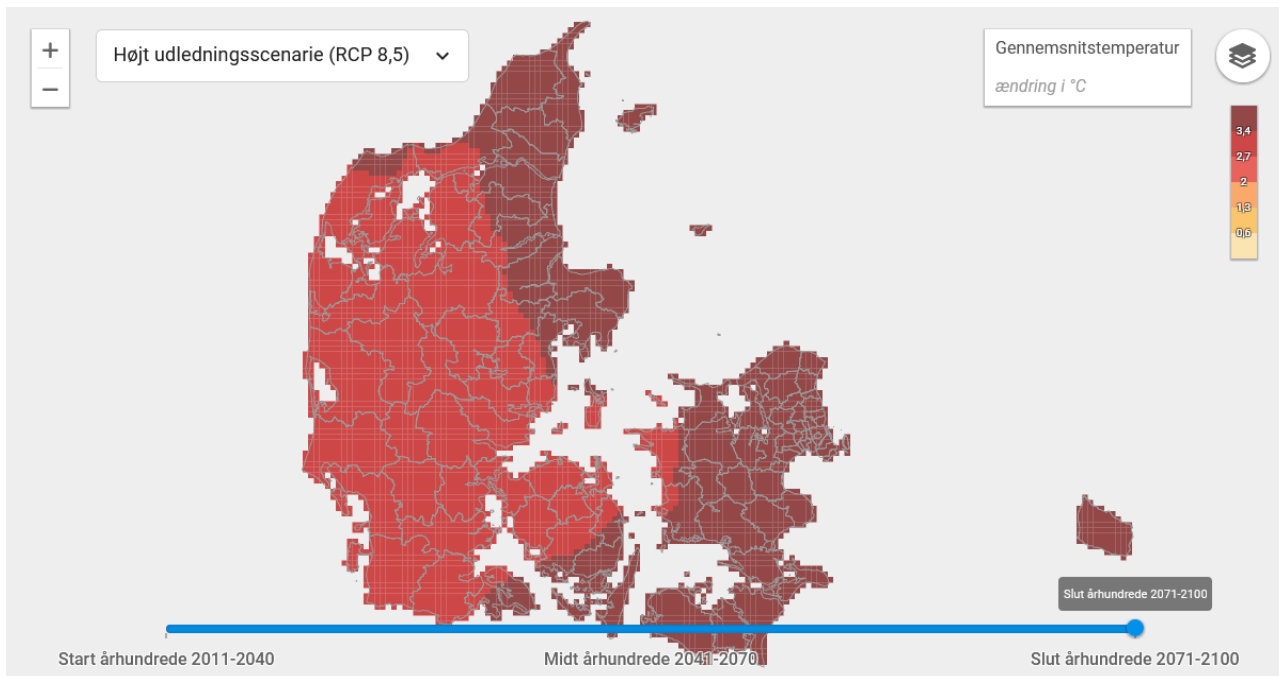 +
Højt udledningsscenarie (RCP 8,5)
−
Gennemsnitstemperatur
ændring i °C
3,4
2,7
2
1,3
0,6
Slut århundrede 2071-2100
Start århundrede 2011-2040
Midt århundrede 2041-2070
Slut århundrede 2071-2100